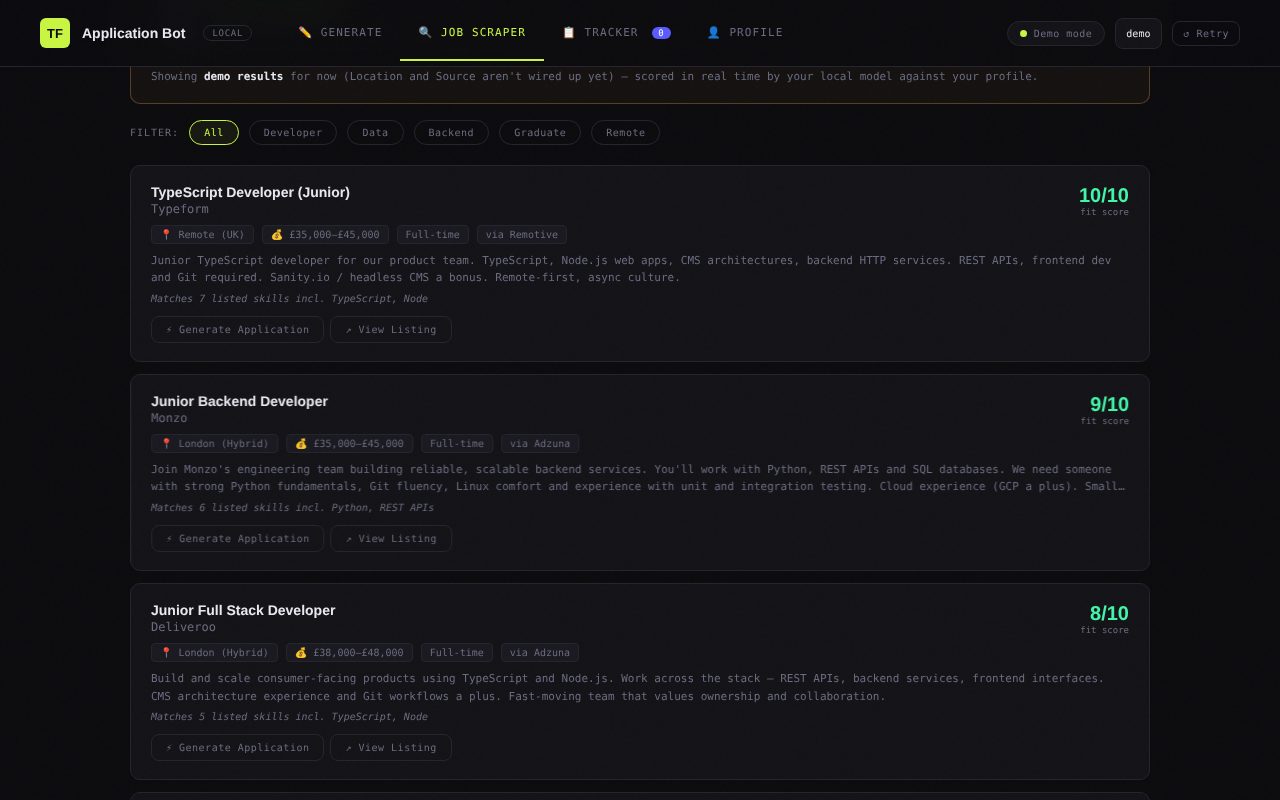 TF Application Bot LOCAL ✏️ GENERATE 🔍 JOB SCRAPER 📋 TRACKER 0 👤 PROFILE Demo mode demo ↺ Retry
Showing demo results for now (Location and Source aren't wired up yet) — scored in real time by your local model against your profile.
FILTER: All Developer Data Backend Graduate Remote
TypeScript Developer (Junior) 10/10
Typeform fit score
📍 Remote (UK) 💰 £35,000–£45,000 Full-time via Remotive
Junior TypeScript developer for our product team. TypeScript, Node.js web apps, CMS architectures, backend HTTP services. REST APIs, frontend dev
and Git required. Sanity.io / headless CMS a bonus. Remote-first, async culture.
Matches 7 listed skills incl. TypeScript, Node
⚡ Generate Application ↗ View Listing
Junior Backend Developer 9/10
Monzo fit score
📍 London (Hybrid) 💰 £35,000–£45,000 Full-time via Adzuna
Join Monzo's engineering team building reliable, scalable backend services. You'll work with Python, REST APIs and SQL databases. We need someone
with strong Python fundamentals, Git fluency, Linux comfort and experience with unit and integration testing. Cloud experience (GCP a plus). Small…
Matches 6 listed skills incl. Python, REST APIs
⚡ Generate Application ↗ View Listing
Junior Full Stack Developer 8/10
Deliveroo fit score
📍 London (Hybrid) 💰 £38,000–£48,000 Full-time via Adzuna
Build and scale consumer-facing products using TypeScript and Node.js. Work across the stack — REST APIs, backend services, frontend interfaces.
CMS architecture experience and Git workflows a plus. Fast-moving team that values ownership and collaboration.
Matches 5 listed skills incl. TypeScript, Node
⚡ Generate Application ↗ View Listing